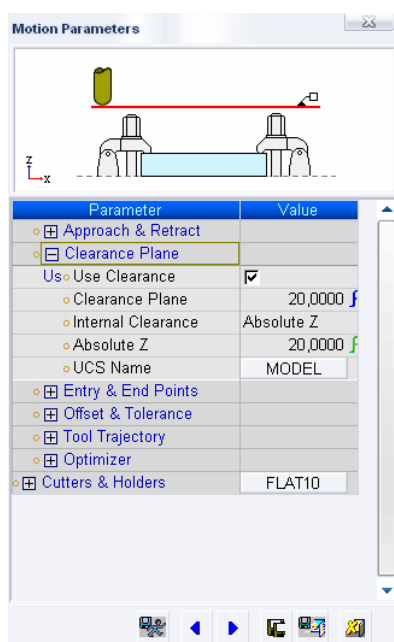 Motion Parameters
Z
X
Parameter Value
Approach & Retract
Clearance Plane
Us Use Clearance
Clearance Plane 20,0000 f
Internal Clearance Absolute Z
Absolute Z 20,0000 f
UCS Name MODEL
Entry & End Points
Offset & Tolerance
Tool Trajectory
Optimizer
Cutters & Holders FLAT10